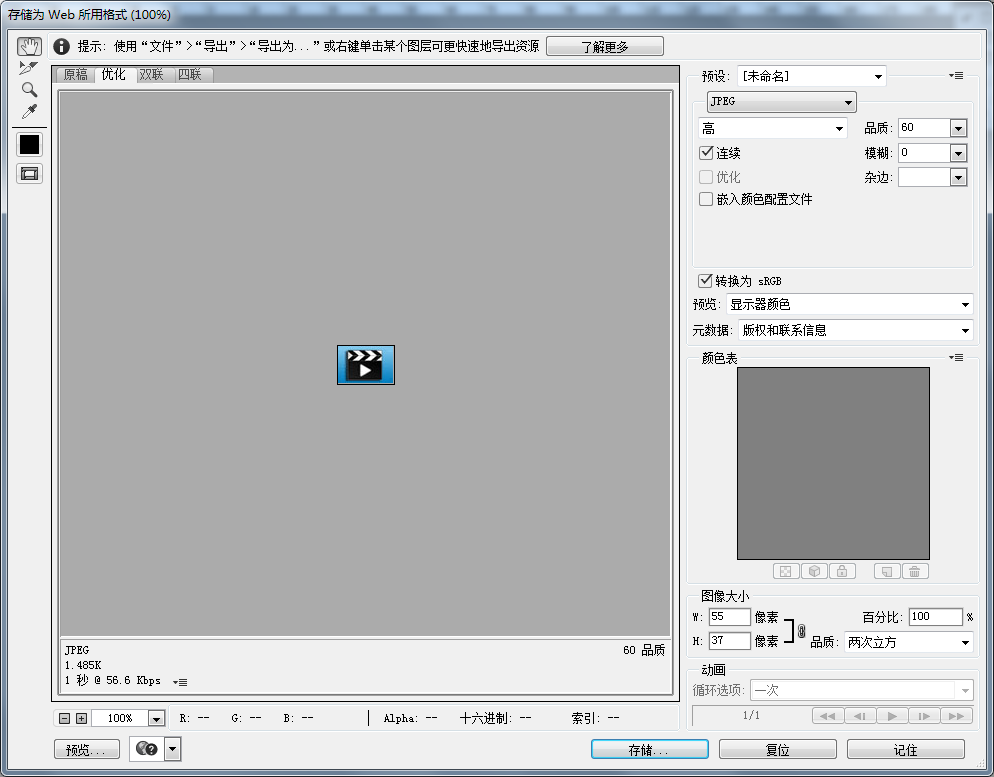 存储为 Web 所用格式 (100%)
提示: 使用“文件”>“导出”>“导出为...”或右键单击某个图层可更快速地导出资源 了解更多
原稿 优化 双联 四联
预设: [未命名]
JPEG
高 品质: 60
连续 模糊: 0
优化 杂边:
嵌入颜色配置文件
转换为 sRGB
预览: 显示器颜色
元数据: 版权和联系信息
颜色表
图像大小
W: 55 像素 百分比: 100 %
H: 37 像素 品质: 两次立方
JPEG 60 品质
1.485K
1 秒 @ 56.6 Kbps
动画
循环选项: 一次
1/1
100% R: -- G: -- B: -- Alpha: -- 十六进制: -- 索引: --
预览... 存储... 复位 记住